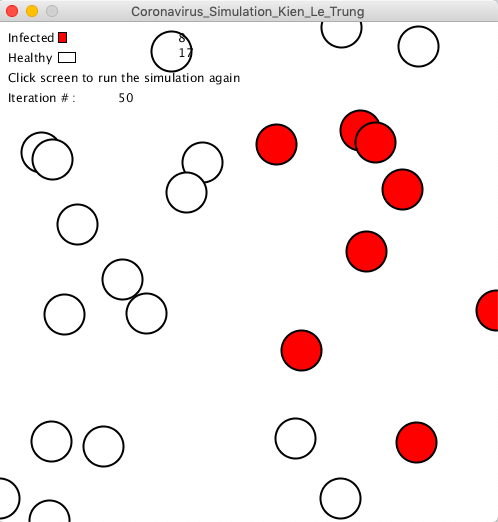 Coronavirus_Simulation_Kien_Le_Trung
Infected 8
Healthy 17
Click screen to run the simulation again
Iteration # : 50